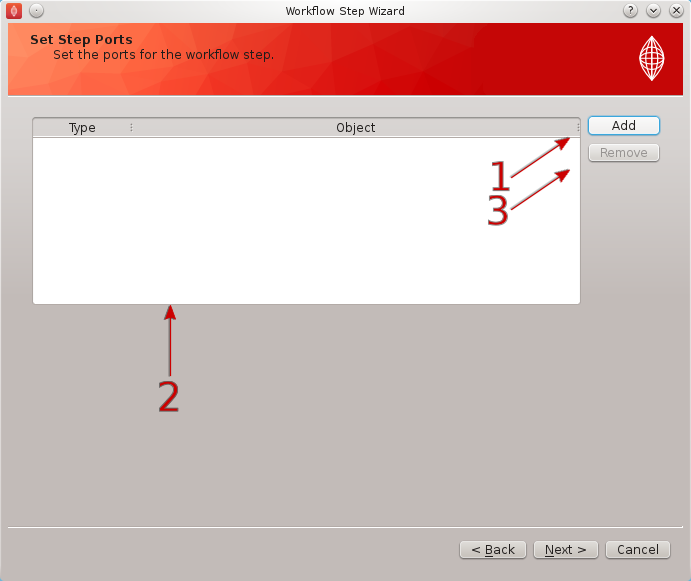 Workflow Step Wizard
Set Step Ports
Set the ports for the workflow step.
Type Object
Add
Remove
1
3
2
< Back Next > Cancel